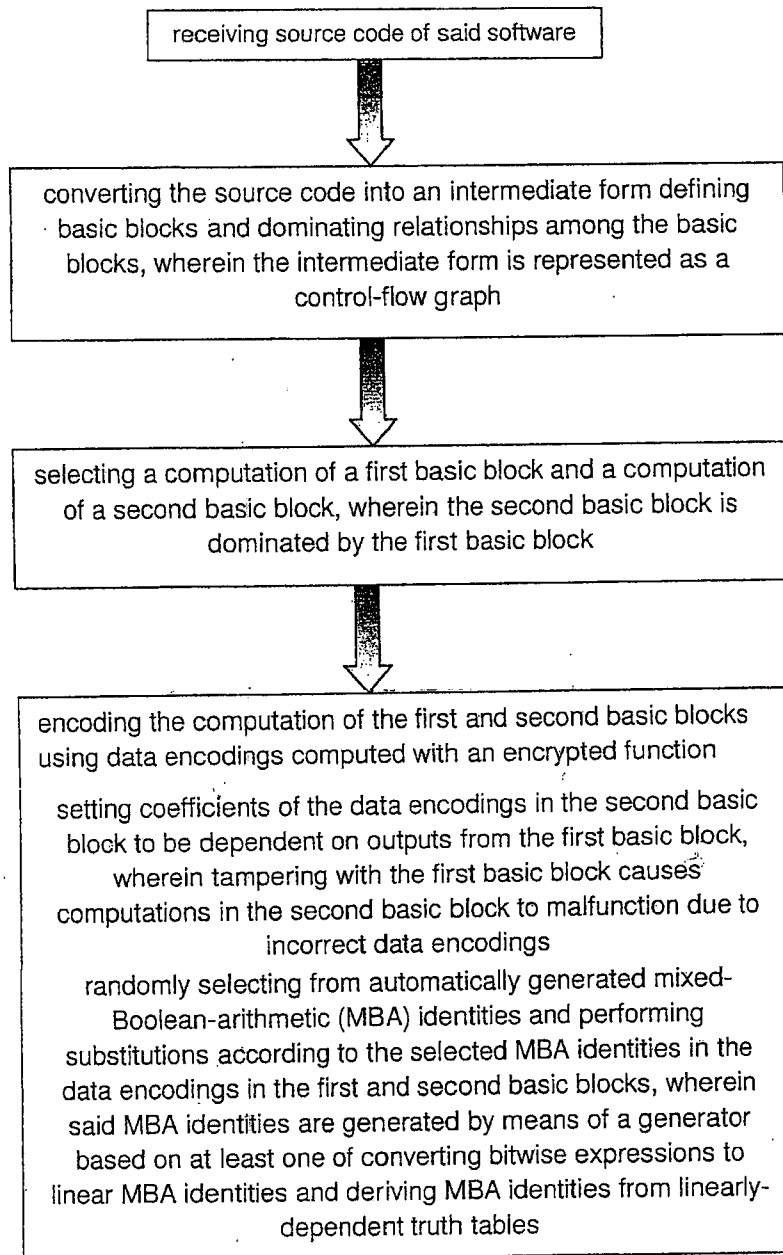 receiving source code of said software
converting the source code into an intermediate form defining
basic blocks and dominating relationships among the basic
blocks, wherein the intermediate form is represented as a
control-flow graph
selecting a computation of a first basic block and a computation
of a second basic block, wherein the second basic block is
dominated by the first basic block
encoding the computation of the first and second basic blocks
using data encodings computed with an encrypted function
setting coefficients of the data encodings in the second basic
block to be dependent on outputs from the first basic block,
wherein tampering with the first basic block causes
computations in the second basic block to malfunction due to
incorrect data encodings
randomly selecting from automatically generated mixed-
Boolean-arithmetic (MBA) identities and performing
substitutions according to the selected MBA identities in the
data encodings in the first and second basic blocks, wherein
said MBA identities are generated by means of a generator
based on at least one of converting bitwise expressions to
linear MBA identities and deriving MBA identities from linearly-
dependent truth tables